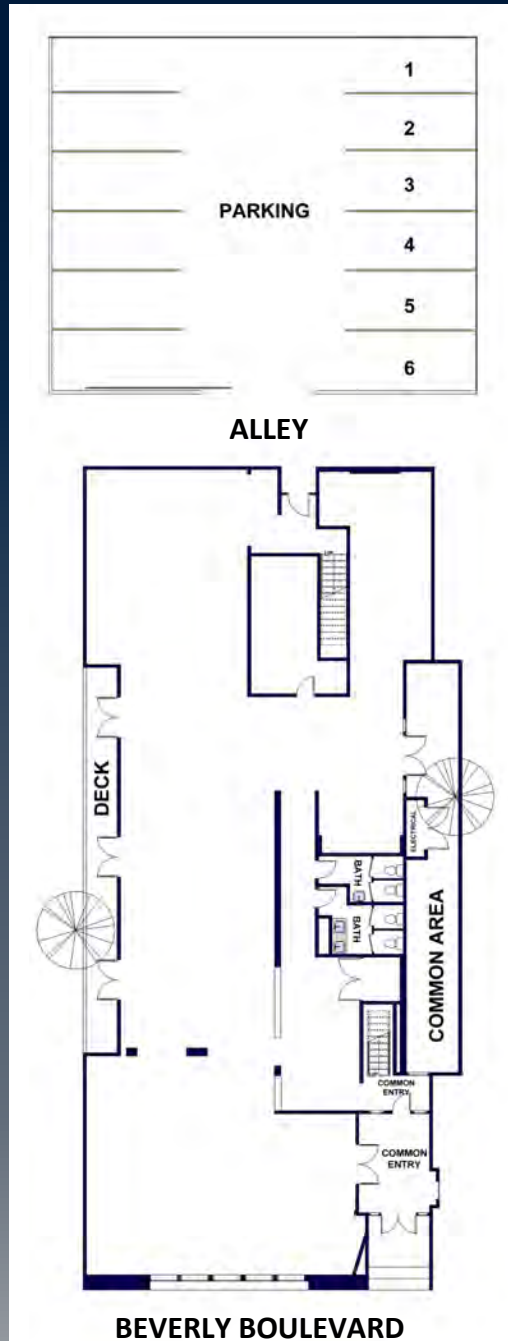 1
2
3
PARKING
4
5
6
ALLEY
UP
DECK
ELECTRICAL
BATH
BATH
COMMON AREA
COMMON
ENTRY
COMMON
ENTRY
BEVERLY BOULEVARD